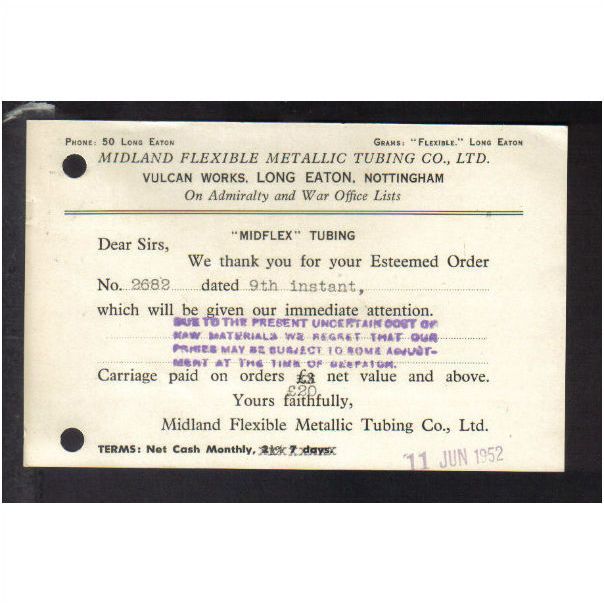 PHONE: 50 LONG EATON GRAMS: "FLEXIBLE." LONG EATON
MIDLAND FLEXIBLE METALLIC TUBING CO., LTD.
VULCAN WORKS, LONG EATON, NOTTINGHAM
On Admiralty and War Office Lists
"MIDFLEX" TUBING
Dear Sirs,
We thank you for your Esteemed Order
No. 2682 dated 9th instant,
which will be given our immediate attention.
DUE TO THE PRESENT UNCERTAIN COST OF
RAW MATERIALS WE REGRET THAT OUR
PRICES MAY BE SUBJECT TO SOME ADJUST-
MENT AT THE TIME OF DESPATCH.
Carriage paid on orders £3 net value and above.
£20
Yours faithfully,
Midland Flexible Metallic Tubing Co., Ltd.
TERMS: Net Cash Monthly, 7 days.
11 JUN 1952